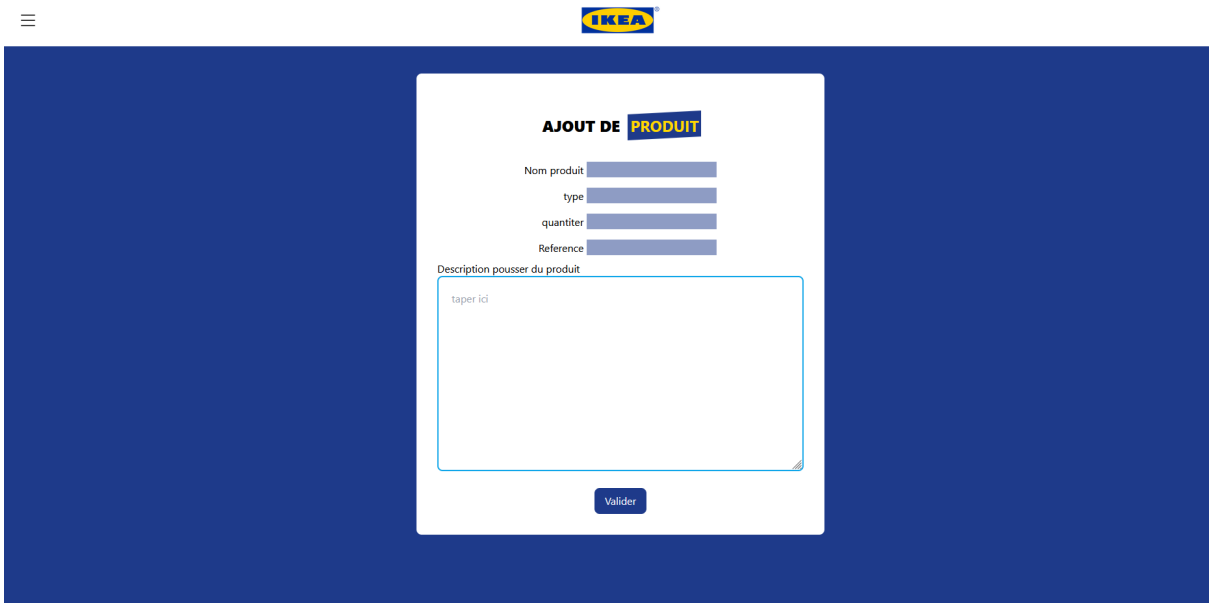 IKEA
AJOUT DE PRODUIT
Nom produit
type
quantiter
Reference
Description pousser du produit
taper ici
Valider